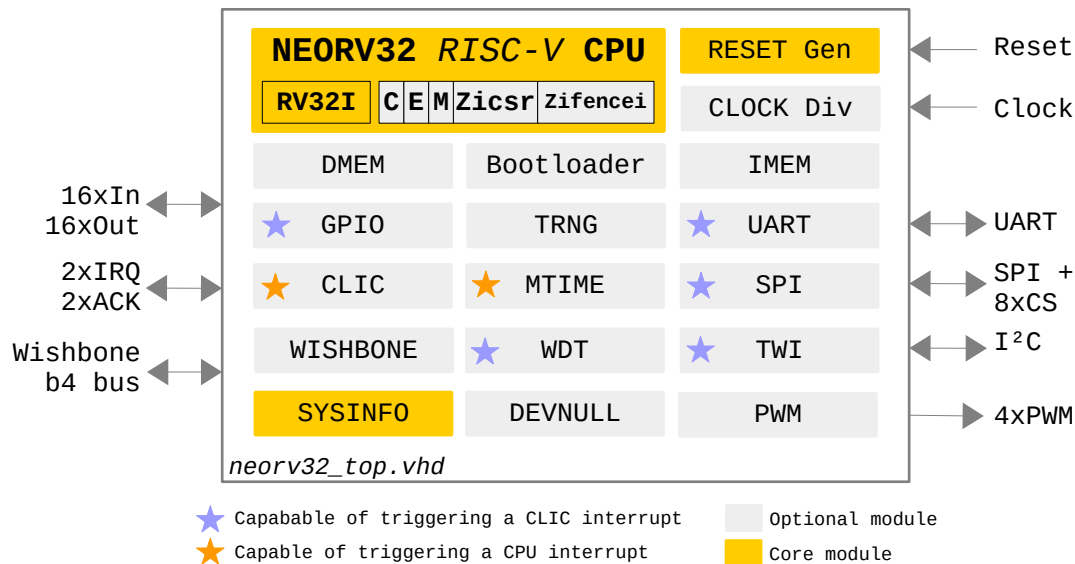 NEORV32 RISC-V CPU
RV32I C E M Zicsr Zifencei
RESET Gen
CLOCK Div
Reset
Clock
DMEM Bootloader IMEM
16xIn
16xOut
GPIO TRNG UART
UART
2xIRQ
2xACK
CLIC MTIME SPI
SPI +
8xCS
Wishbone
b4 bus
WISHBONE WDT TWI
I²C
SYSINFO DEVNULL PWM
4xPWM
neorv32_top.vhd
Capabable of triggering a CLIC interrupt
Optional module
Capable of triggering a CPU interrupt
Core module